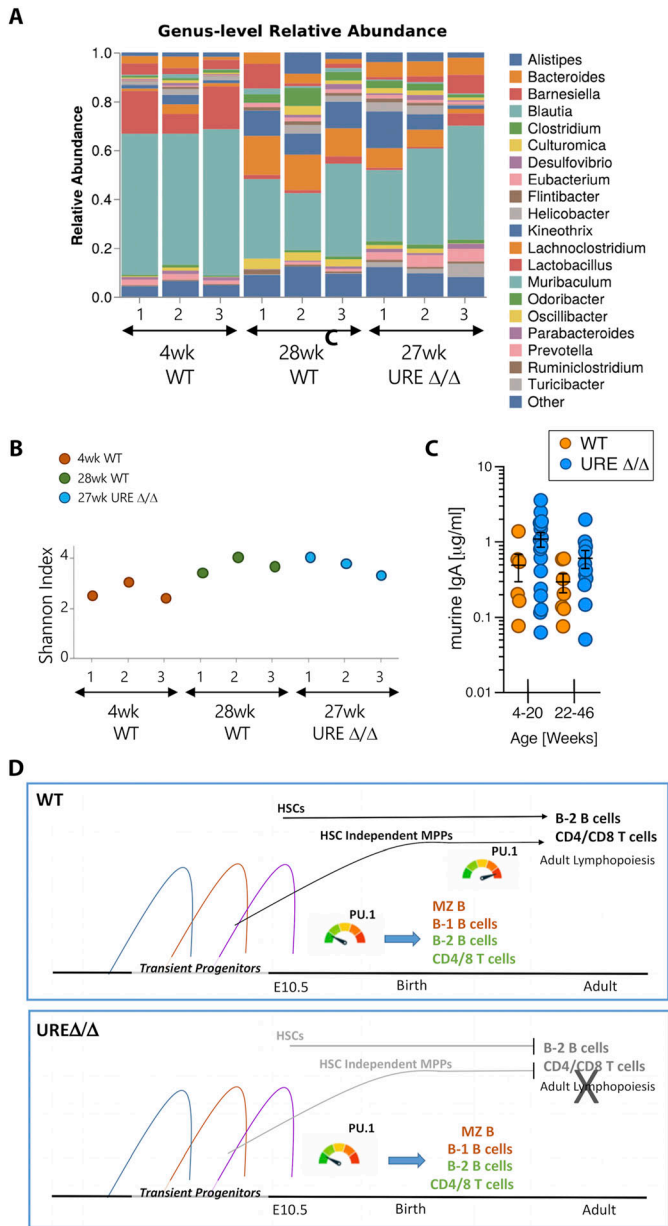 A
Genus-level Relative Abundance
Relative Abundance
1.0
0.8
0.6
0.4
0.2
0.0
1 2 3 1 2 3 1 2 3
C
4wk
WT
28wk
WT
27wk
URE Δ/Δ
Alistipes
Bacteroides
Barnesiella
Blautia
Clostridium
Culturomica
Desulfovibrio
Eubacterium
Flintibacter
Helicobacter
Kineothrix
Lachnoclostridium
Lactobacillus
Muribaculum
Odoribacter
Oscillibacter
Parabacteroides
Prevotella
Ruminiclostridium
Turicibacter
Other
B
4wk WT
28wk WT
27wk URE Δ/Δ
Shannon Index
4
2
0
1 2 3 1 2 3 1 2 3
4wk
WT
28wk
WT
27wk
URE Δ/Δ
C
WT
URE Δ/Δ
murine IgA [µg/ml]
10
1
0.1
0.01
4-20 22-46
Age [Weeks]
D
WT
HSCs
HSC Independent MPPs
B-2 B cells
CD4/CD8 T cells
Adult Lymphopoiesis
PU.1
PU.1
MZ B
B-1 B cells
B-2 B cells
CD4/8 T cells
Transient Progenitors
E10.5 Birth Adult
UREΔ/Δ
HSCs
HSC Independent MPPs
B-2 B cells
CD4/CD8 T cells
Adult Lymphopoiesis
X
PU.1
MZ B
B-1 B cells
B-2 B cells
CD4/8 T cells
Transient Progenitors
E10.5 Birth Adult